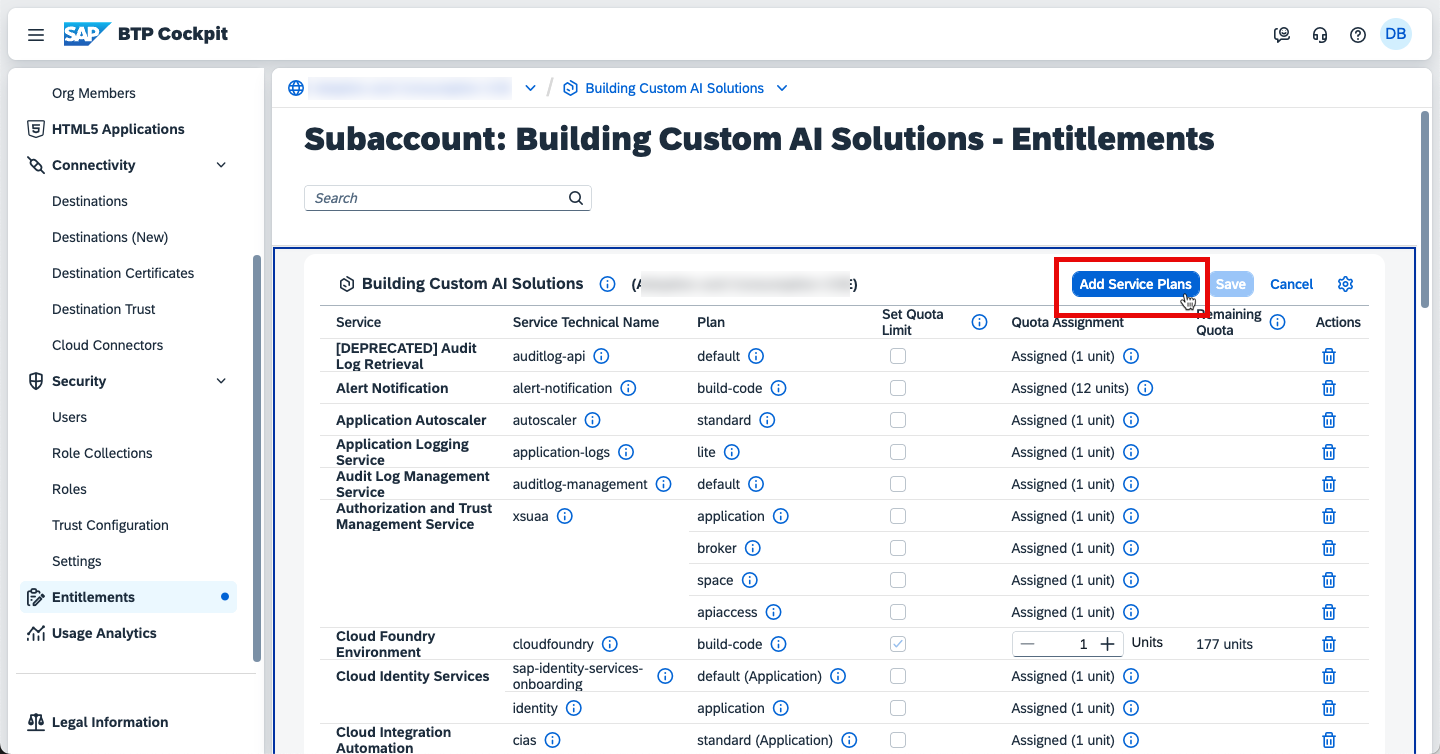 SAP BTP Cockpit
DB
Org Members
HTML5 Applications
Connectivity
Destinations
Destinations (New)
Destination Certificates
Destination Trust
Cloud Connectors
Security
Users
Role Collections
Roles
Trust Configuration
Settings
Entitlements
Usage Analytics
Legal Information
/ Building Custom AI Solutions
Subaccount: Building Custom AI Solutions - Entitlements
Search
Building Custom AI Solutions
Add Service Plans Save Cancel
Service Service Technical Name Plan Set Quota Limit Quota Assignment Remaining Quota Actions
[DEPRECATED] Audit Log Retrieval auditlog-api default Assigned (1 unit)
Alert Notification alert-notification build-code Assigned (12 units)
Application Autoscaler autoscaler standard Assigned (1 unit)
Application Logging Service application-logs lite Assigned (1 unit)
Audit Log Management Service auditlog-management default Assigned (1 unit)
Authorization and Trust Management Service xsuaa application Assigned (1 unit)
broker Assigned (1 unit)
space Assigned (1 unit)
apiaccess Assigned (1 unit)
Cloud Foundry Environment cloudfoundry build-code 1 Units 177 units
Cloud Identity Services sap-identity-services-onboarding default (Application) Assigned (1 unit)
identity application Assigned (1 unit)
Cloud Integration Automation cias standard (Application) Assigned (1 unit)